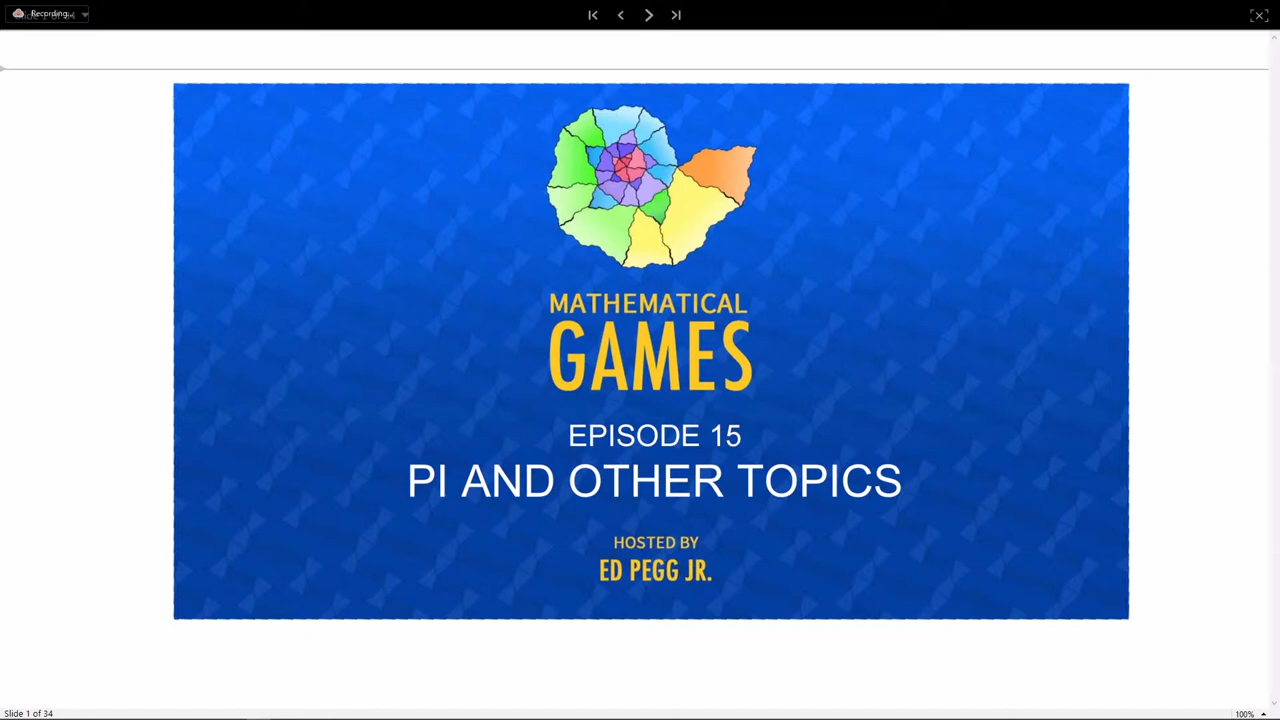 Recording...
MATHEMATICAL
GAMES
EPISODE 15
PI AND OTHER TOPICS
HOSTED BY
ED PEGG JR.
Slide 1 of 34
100%